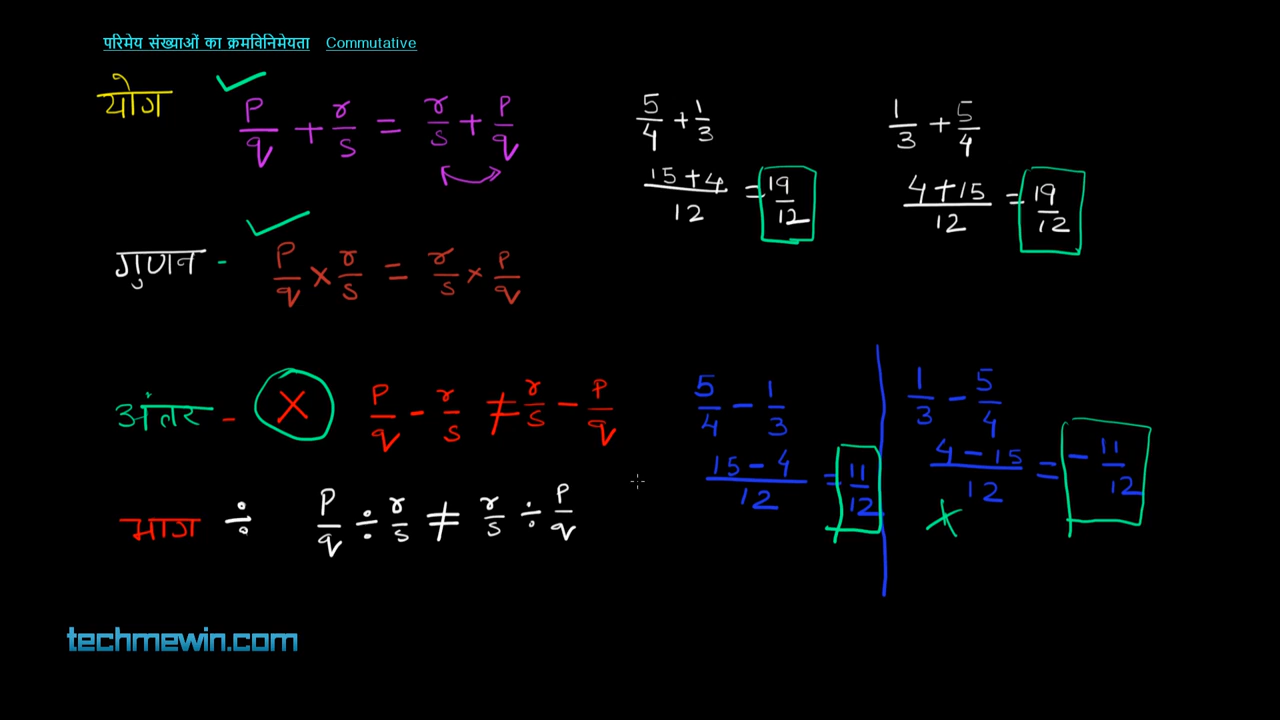 परिमेय संख्याओं का क्रमविनिमेयता Commutative
योग ✓ p/q + r/s = r/s + p/q
5/4 + 1/3
(15 + 4)/12 = 19/12
1/3 + 5/4
(4 + 15)/12 = 19/12
गुणन - ✓ p/q × r/s = r/s × p/q
अंतर - × p/q - r/s ≠ r/s - p/q
5/4 - 1/3
(15 - 4)/12 = 11/12
1/3 - 5/4
(4 - 15)/12 = -11/12
भाग ÷ p/q ÷ r/s ≠ r/s ÷ p/q
techmewin.com